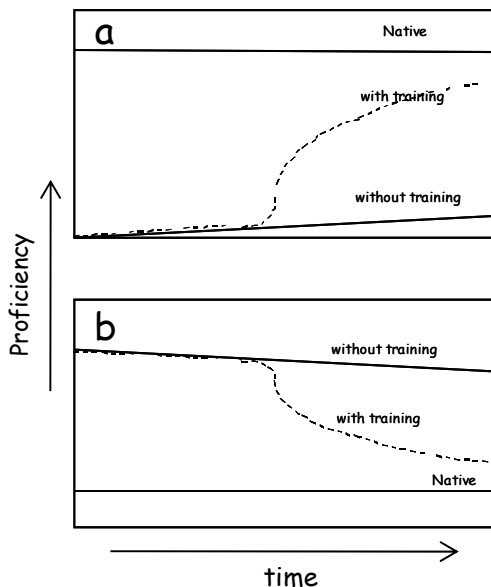 a
Native
with training
without training
Proficiency
b
without training
with training
Native
time